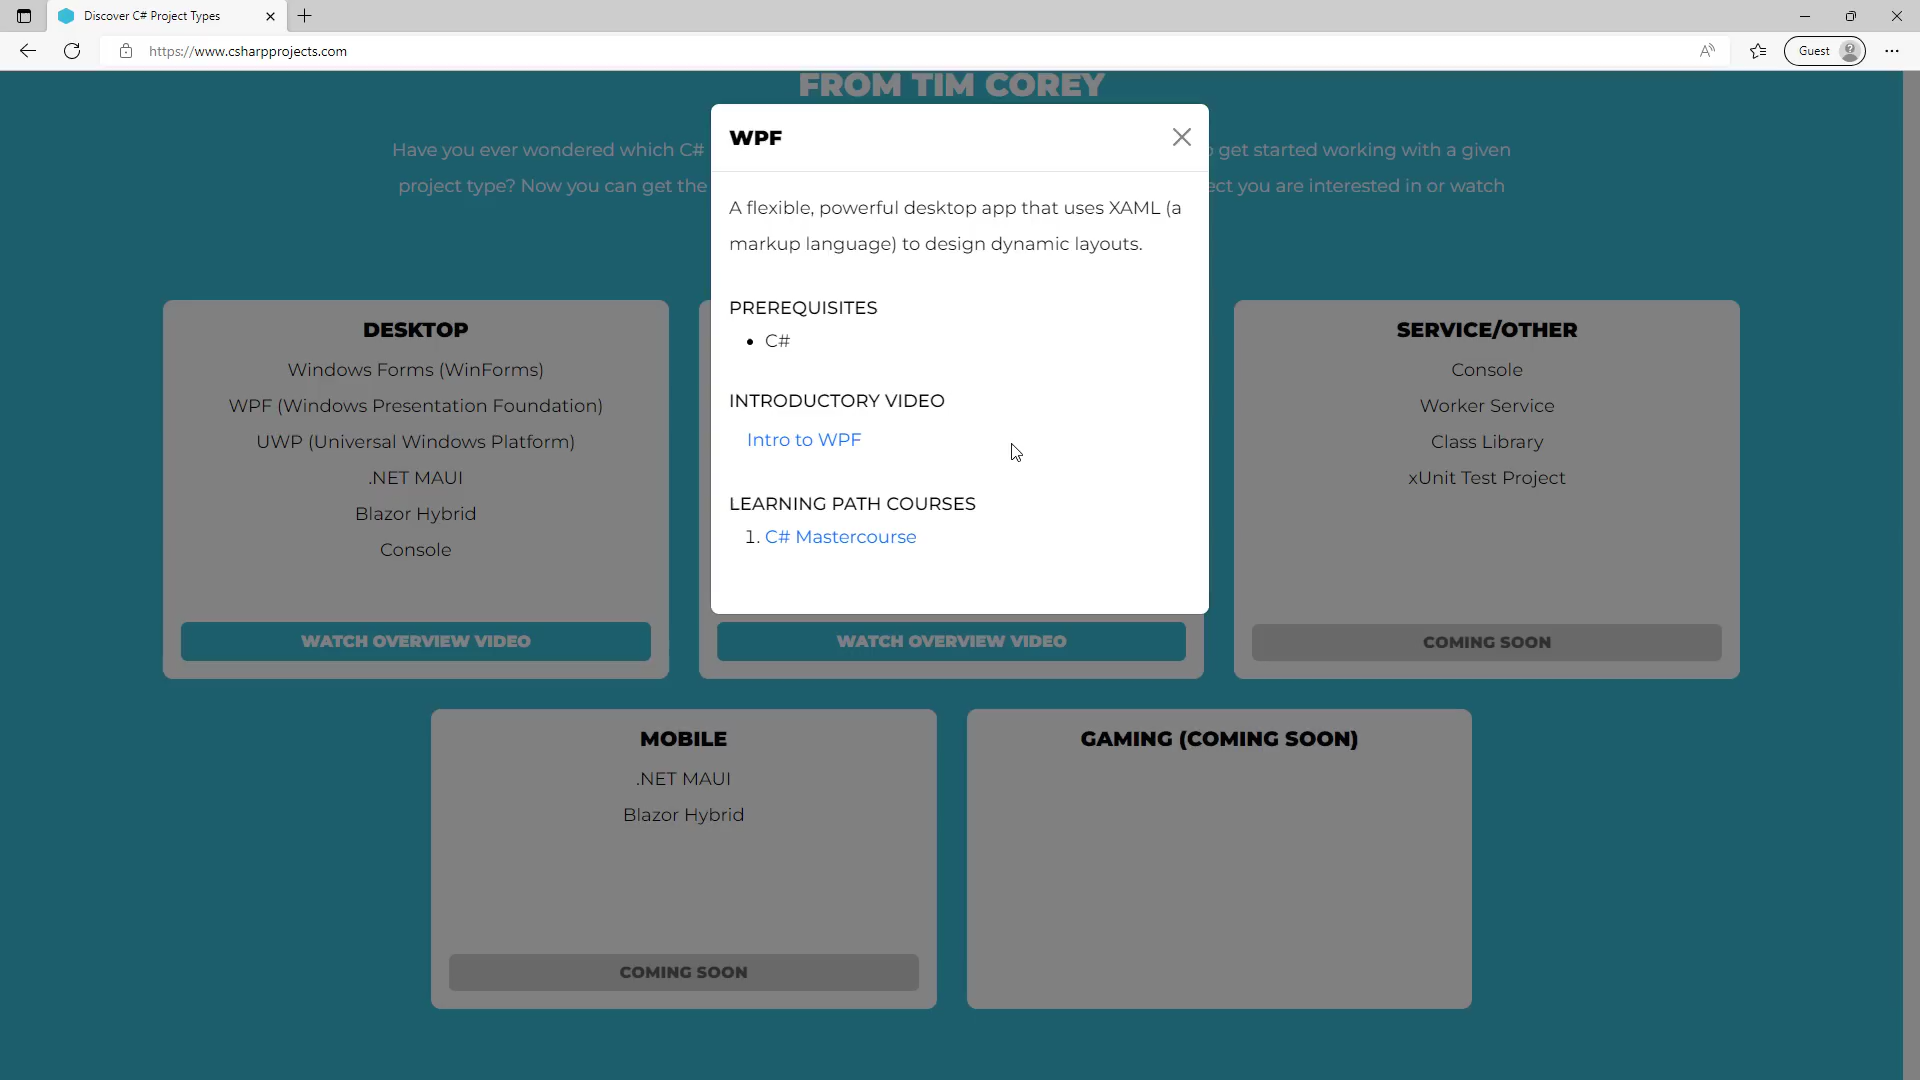 Discover C# Project Types
https://www.csharpprojects.com
Guest
FROM TIM COREY
Have you ever wondered which C#
get started working with a given
project type? Now you can get the
ect you are interested in or watch
WPF
A flexible, powerful desktop app that uses XAML (a
markup language) to design dynamic layouts.
PREREQUISITES
• C#
INTRODUCTORY VIDEO
Intro to WPF
LEARNING PATH COURSES
1. C# Mastercourse
DESKTOP
Windows Forms (WinForms)
WPF (Windows Presentation Foundation)
UWP (Universal Windows Platform)
.NET MAUI
Blazor Hybrid
Console
WATCH OVERVIEW VIDEO
WATCH OVERVIEW VIDEO
SERVICE/OTHER
Console
Worker Service
Class Library
xUnit Test Project
COMING SOON
MOBILE
.NET MAUI
Blazor Hybrid
COMING SOON
GAMING (COMING SOON)